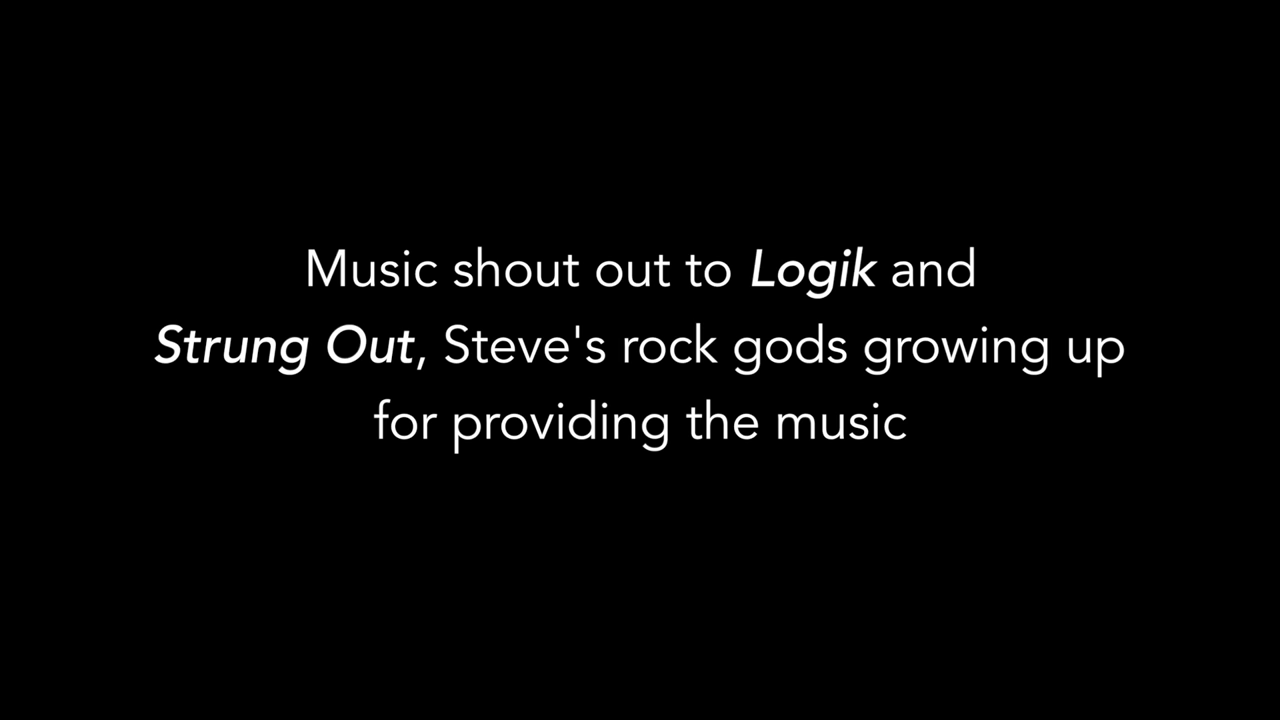 Music shout out to Logik and
Strung Out, Steve's rock gods growing up
for providing the music